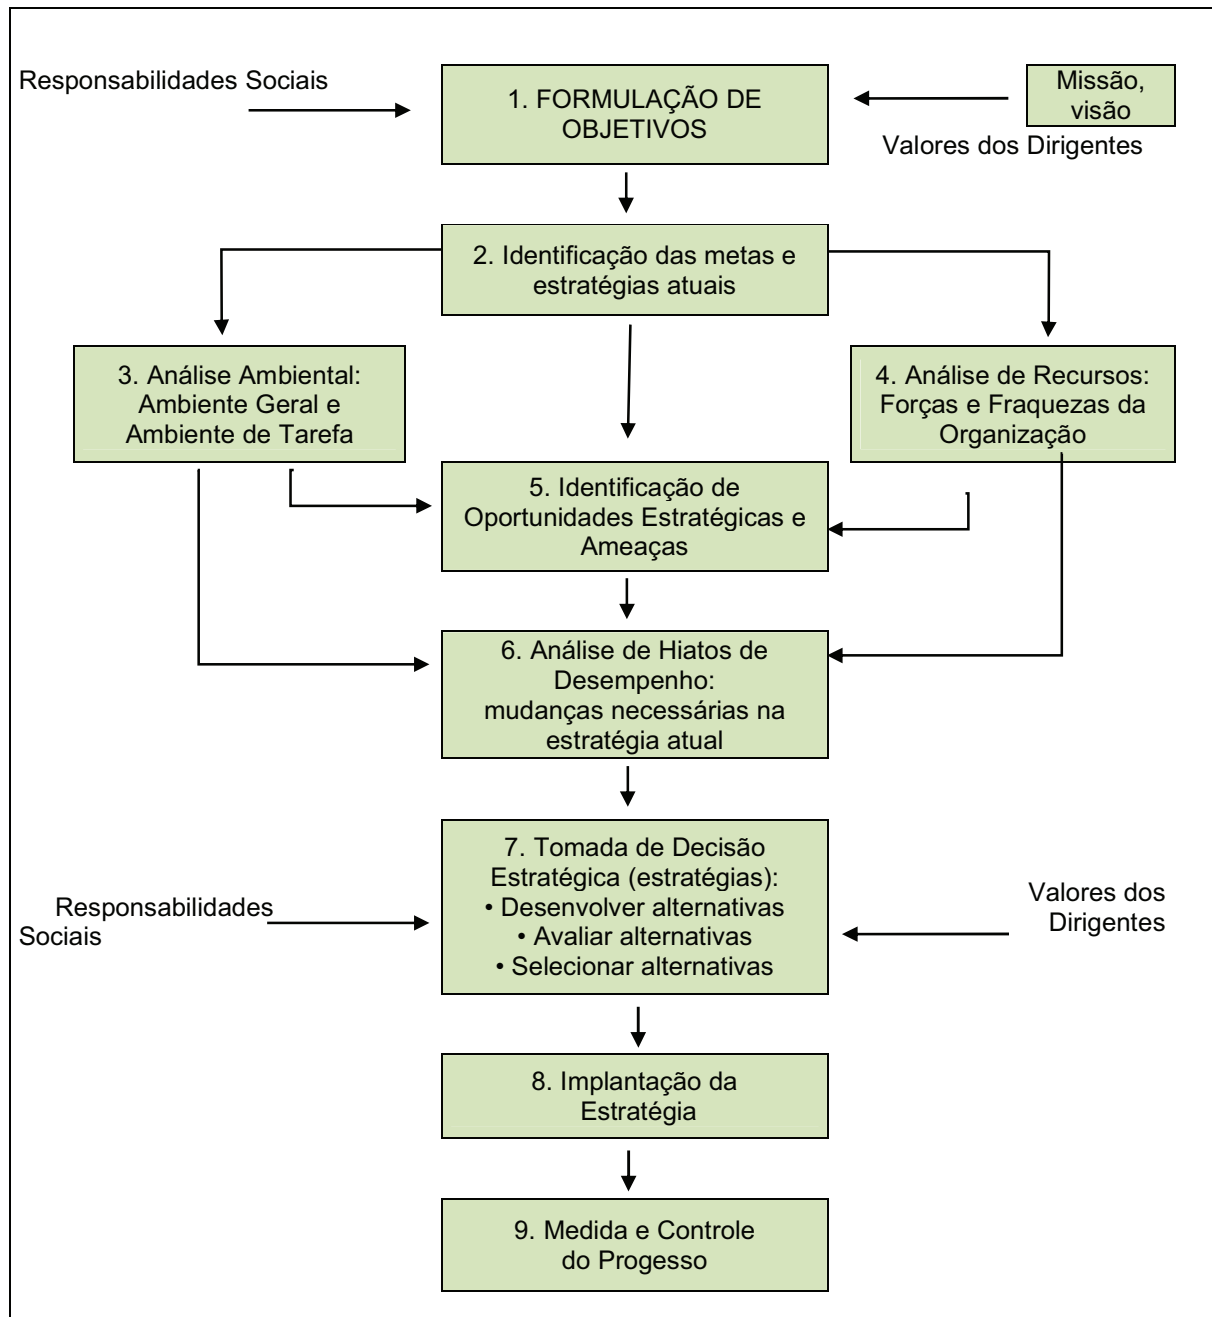 Responsabilidades Sociais
1. FORMULAÇÃO DE
OBJETIVOS
Missão,
visão
Valores dos Dirigentes
2. Identificação das metas e
estratégias atuais
3. Análise Ambiental:
Ambiente Geral e
Ambiente de Tarefa
4. Análise de Recursos:
Forças e Fraquezas da
Organização
5. Identificação de
Oportunidades Estratégicas e
Ameaças
6. Análise de Hiatos de
Desempenho:
mudanças necessárias na
estratégia atual
7. Tomada de Decisão
Estratégica (estratégias):
• Desenvolver alternativas
• Avaliar alternativas
• Selecionar alternativas
Responsabilidades
Sociais
Valores dos
Dirigentes
8. Implantação da
Estratégia
9. Medida e Controle
do Progesso